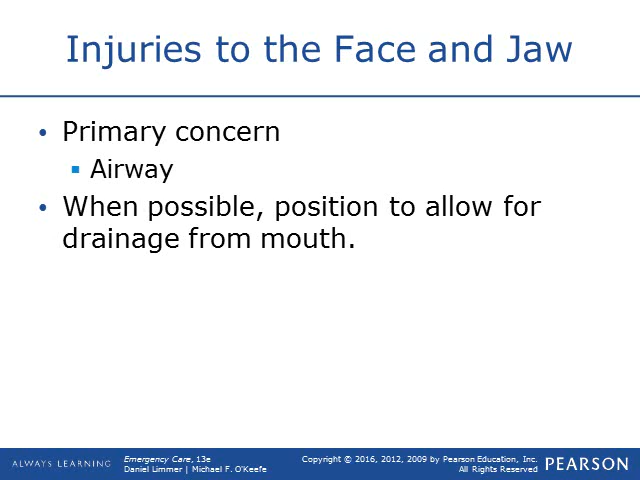 Injuries to the Face and Jaw
• Primary concern
▪ Airway
• When possible, position to allow for
drainage from mouth.
ALWAYS LEARNING
Emergency Care, 13e
Daniel Limmer | Michael F. O'Keefe
Copyright © 2016, 2012, 2009 by Pearson Education, Inc.
All Rights Reserved
PEARSON